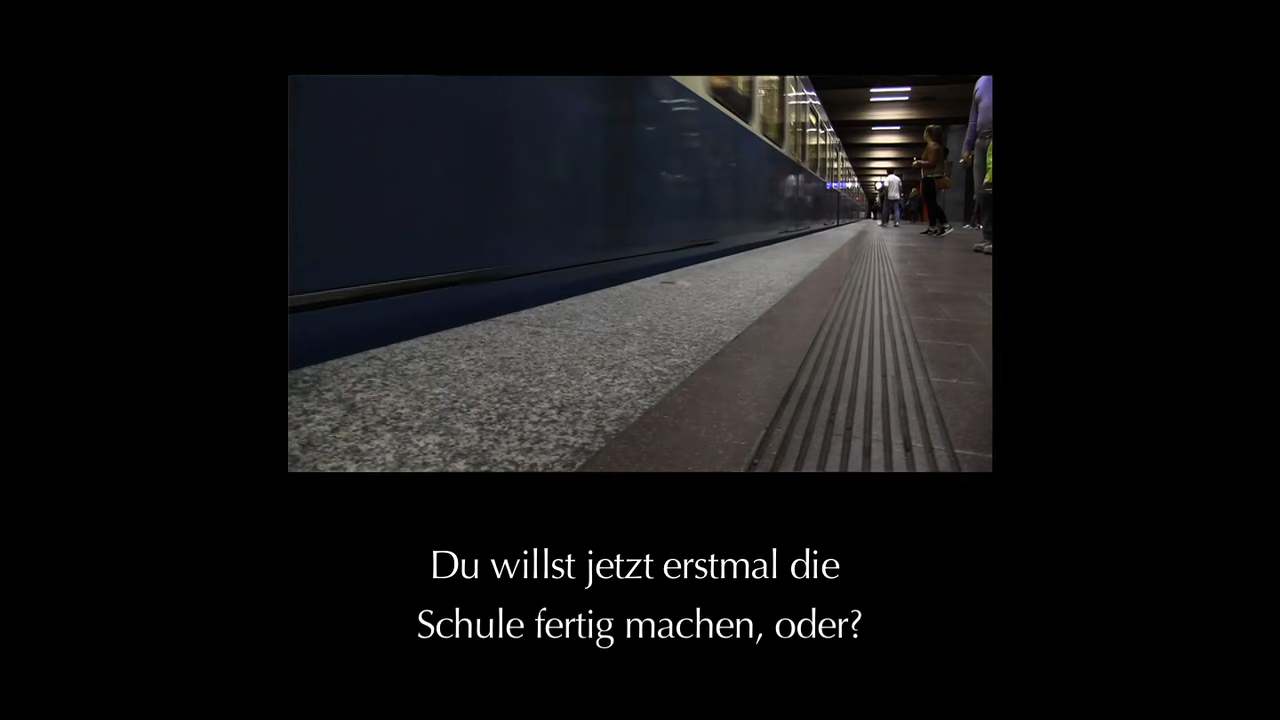 Du willst jetzt erstmal die
Schule fertig machen, oder?